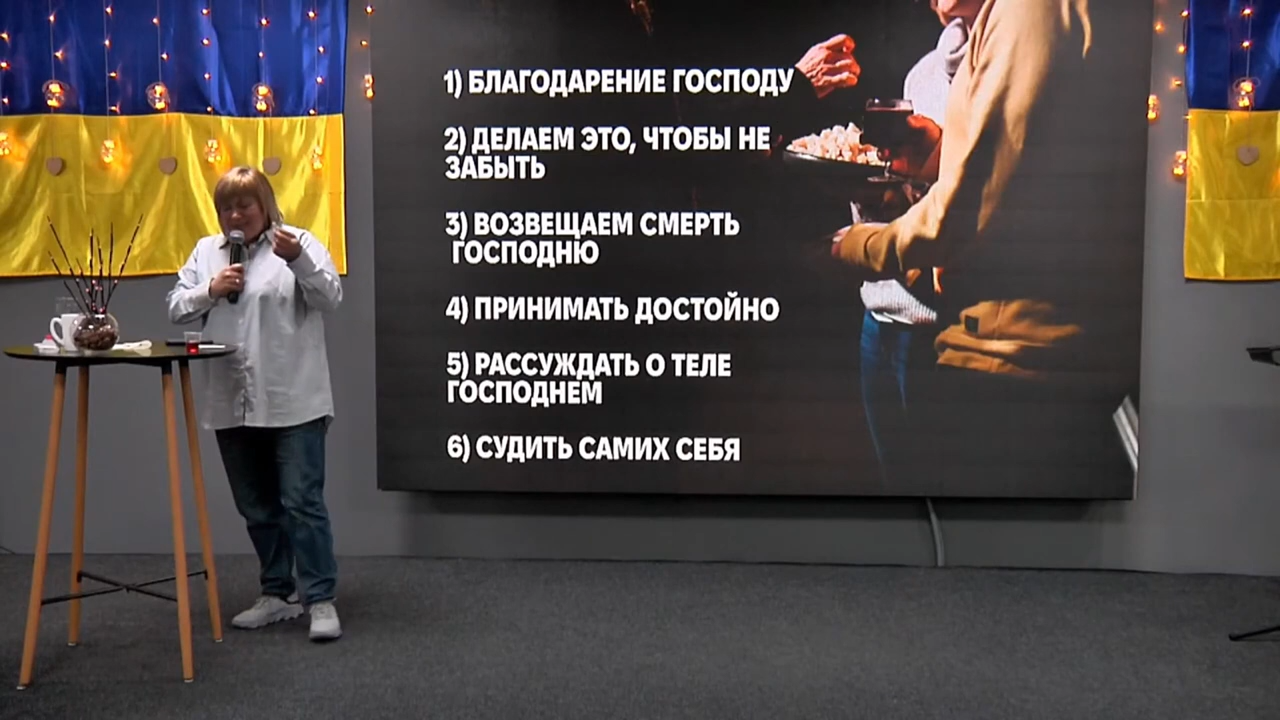 1) БЛАГОДАРЕНИЕ ГОСПОДУ
2) ДЕЛАЕМ ЭТО, ЧТОБЫ НЕ
ЗАБЫТЬ
3) ВОЗВЕЩАЕМ СМЕРТЬ
ГОСПОДНЮ
4) ПРИНИМАТЬ ДОСТОЙНО
5) РАССУЖДАТЬ О ТЕЛЕ
ГОСПОДНЕМ
6) СУДИТЬ САМИХ СЕБЯ